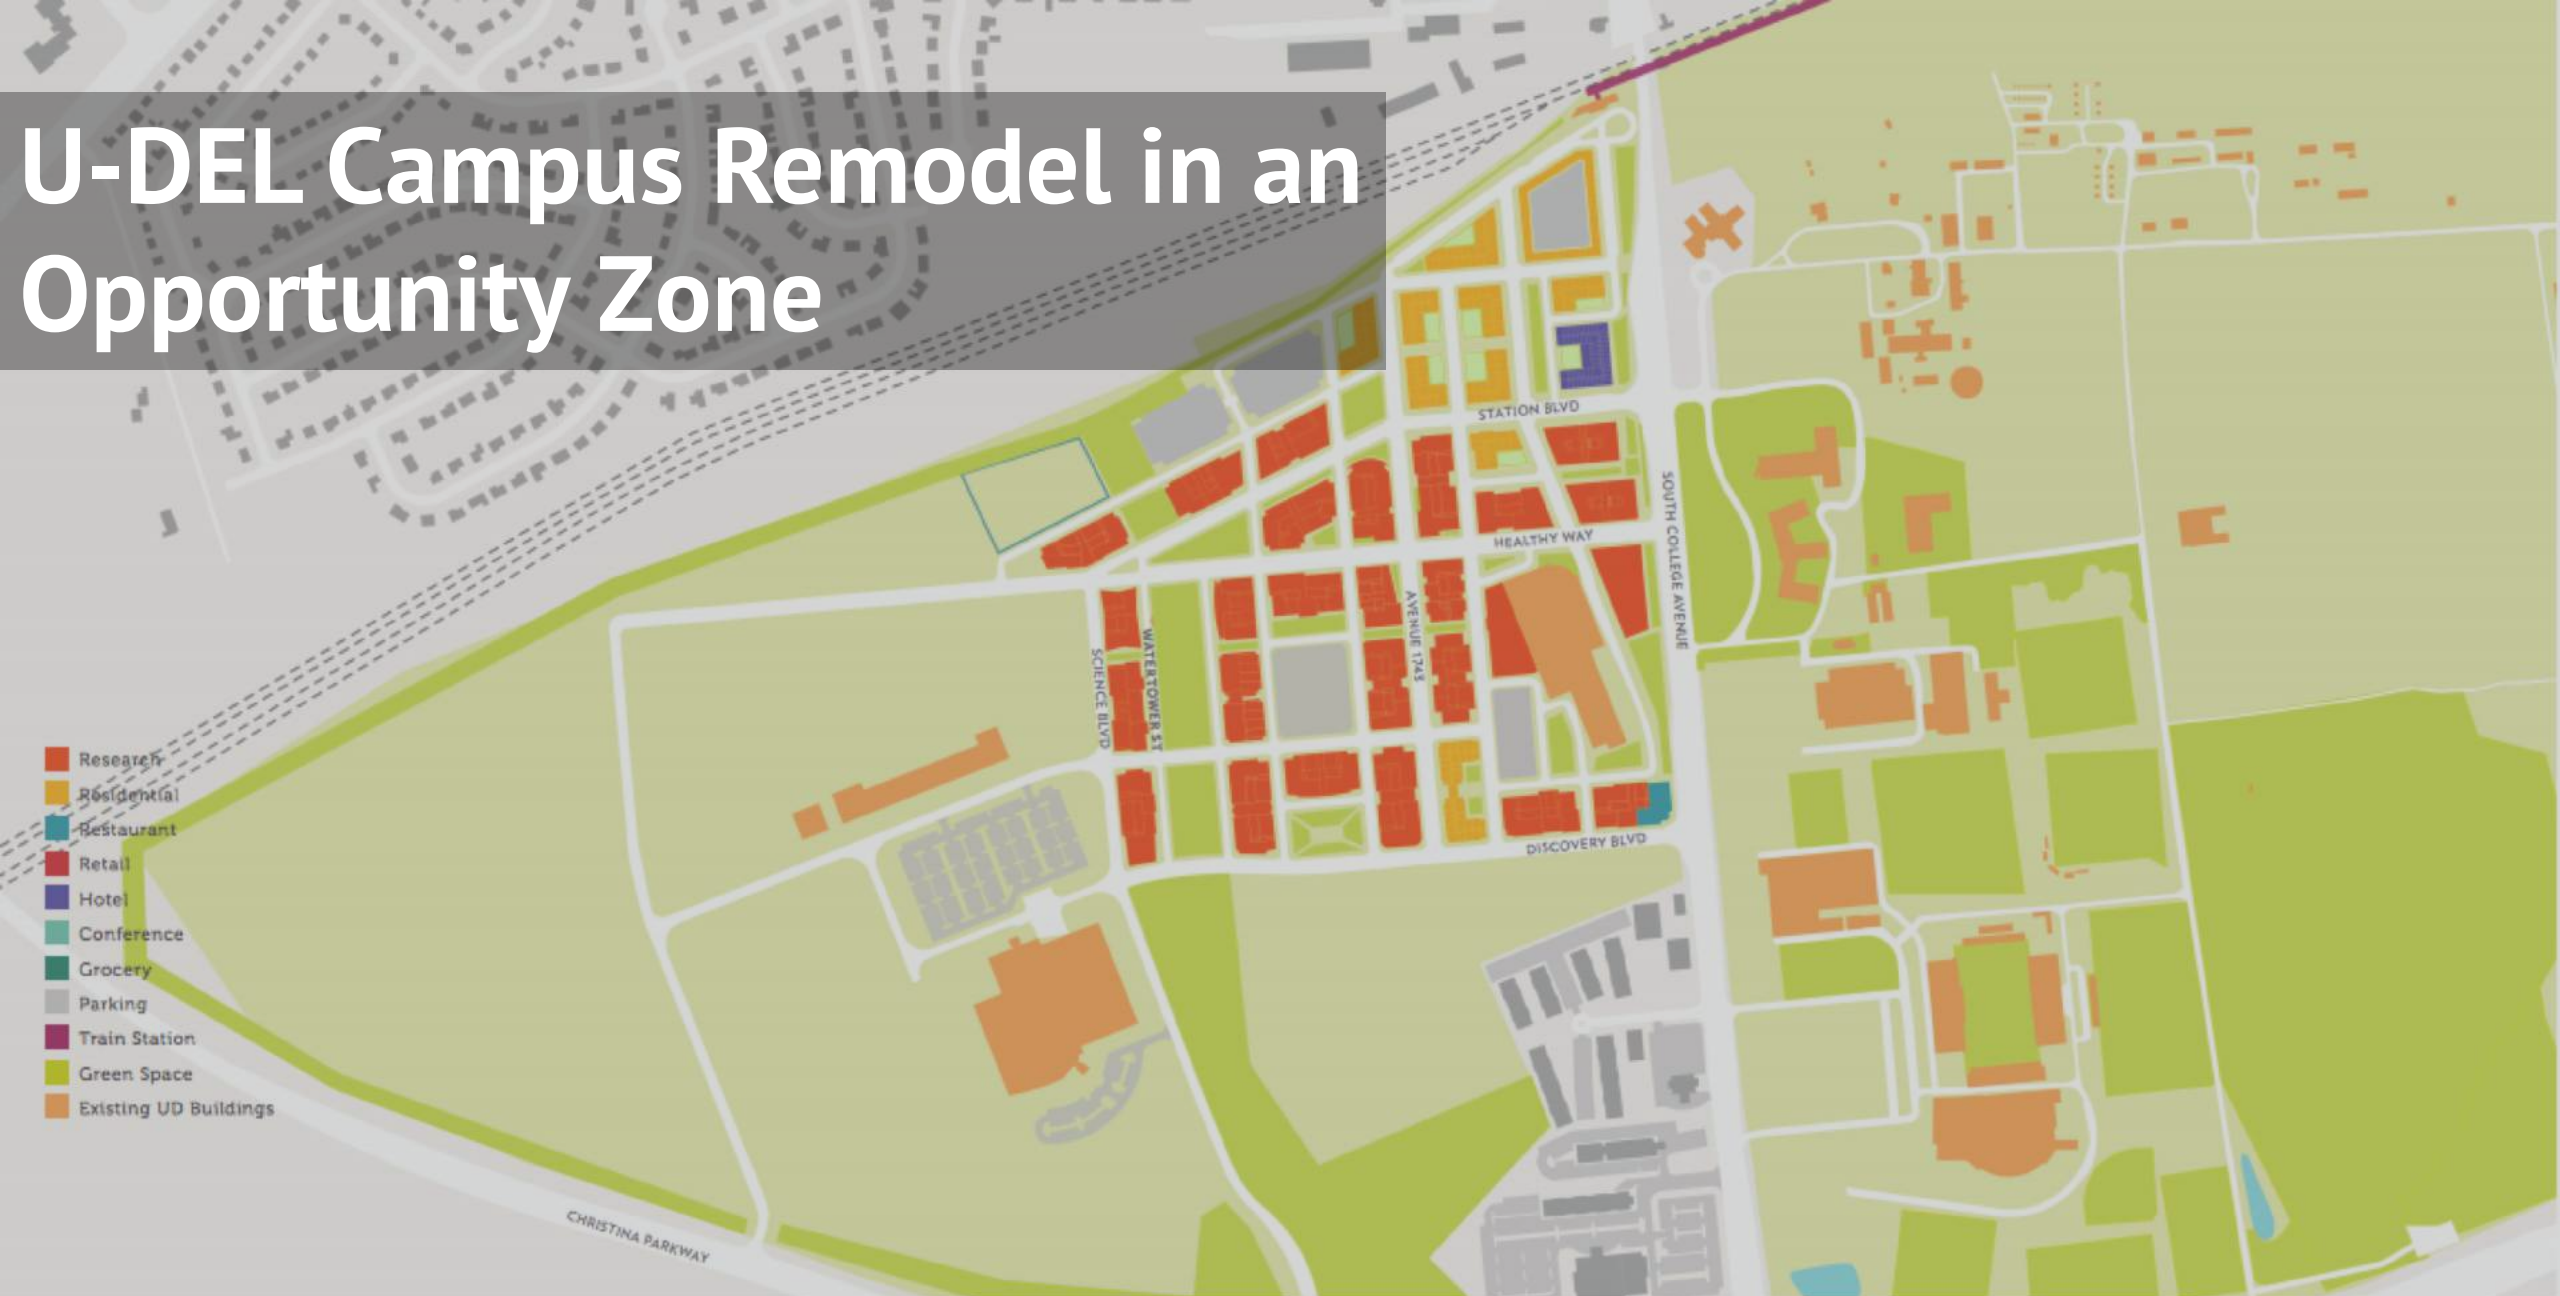 U-DEL Campus Remodel in an
Opportunity Zone
STATION BLVD
HEALTHY WAY
SOUTH COLLEGE AVENUE
AVENUE 1743
WATERTOWER ST
SCIENCE BLVD
DISCOVERY BLVD
Research
Residential
Restaurant
Retail
Hotel
Conference
Grocery
Parking
Train Station
Green Space
Existing UD Buildings
CHRISTINA PARKWAY